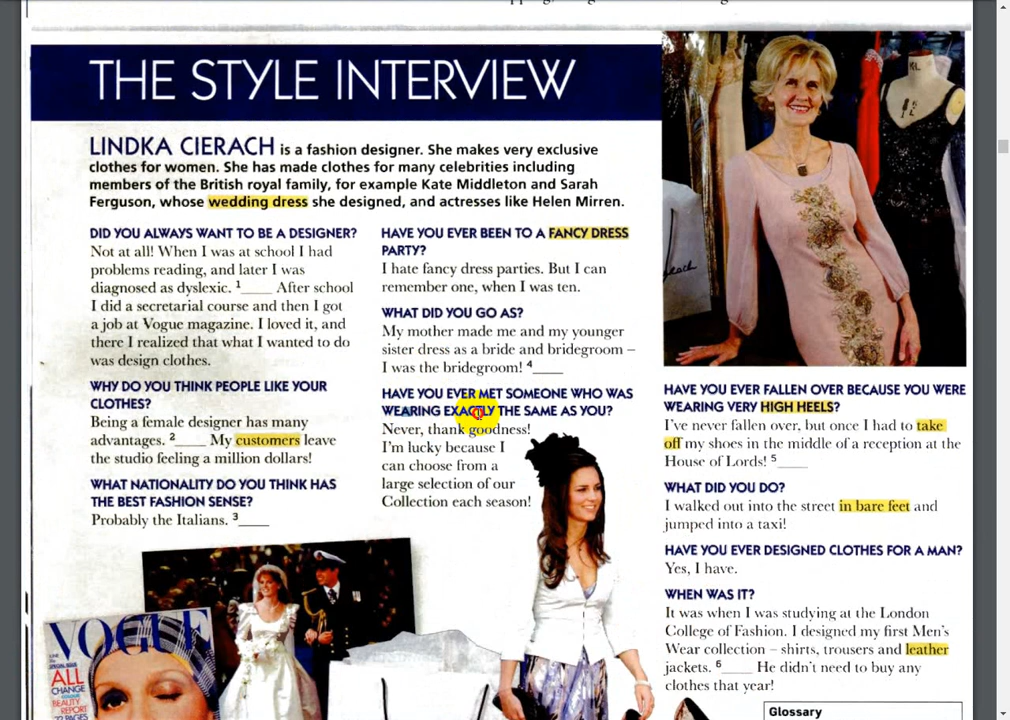 THE STYLE INTERVIEW
LINDKA CIERACH is a fashion designer. She makes very exclusive
clothes for women. She has made clothes for many celebrities including
members of the British royal family, for example Kate Middleton and Sarah
Ferguson, whose wedding dress she designed, and actresses like Helen Mirren.
DID YOU ALWAYS WANT TO BE A DESIGNER?
Not at all! When I was at school I had
problems reading, and later I was
diagnosed as dyslexic. 1____ After school
I did a secretarial course and then I got
a job at Vogue magazine. I loved it, and
there I realized that what I wanted to do
was design clothes.
WHY DO YOU THINK PEOPLE LIKE YOUR
CLOTHES?
Being a female designer has many
advantages. 2____ My customers leave
the studio feeling a million dollars!
WHAT NATIONALITY DO YOU THINK HAS
THE BEST FASHION SENSE?
Probably the Italians. 3____
HAVE YOU EVER BEEN TO A FANCY DRESS
PARTY?
I hate fancy dress parties. But I can
remember one, when I was ten.
WHAT DID YOU GO AS?
My mother made me and my younger
sister dress as a bride and bridegroom –
I was the bridegroom! 4____
HAVE YOU EVER MET SOMEONE WHO WAS
WEARING EXACTLY THE SAME AS YOU?
Never, thank goodness!
I'm lucky because I
can choose from a
large selection of our
Collection each season!
HAVE YOU EVER FALLEN OVER BECAUSE YOU WERE
WEARING VERY HIGH HEELS?
I've never fallen over, but once I had to take
off my shoes in the middle of a reception at the
House of Lords! 5____
WHAT DID YOU DO?
I walked out into the street in bare feet and
jumped into a taxi!
HAVE YOU EVER DESIGNED CLOTHES FOR A MAN?
Yes, I have.
WHEN WAS IT?
It was when I was studying at the London
College of Fashion. I designed my first Men's
Wear collection – shirts, trousers and leather
jackets. 6____ He didn't need to buy any
clothes that year!
Glossary
VOGUE
ALL
CHANGE
BEAUTY
REPORT
PAGES